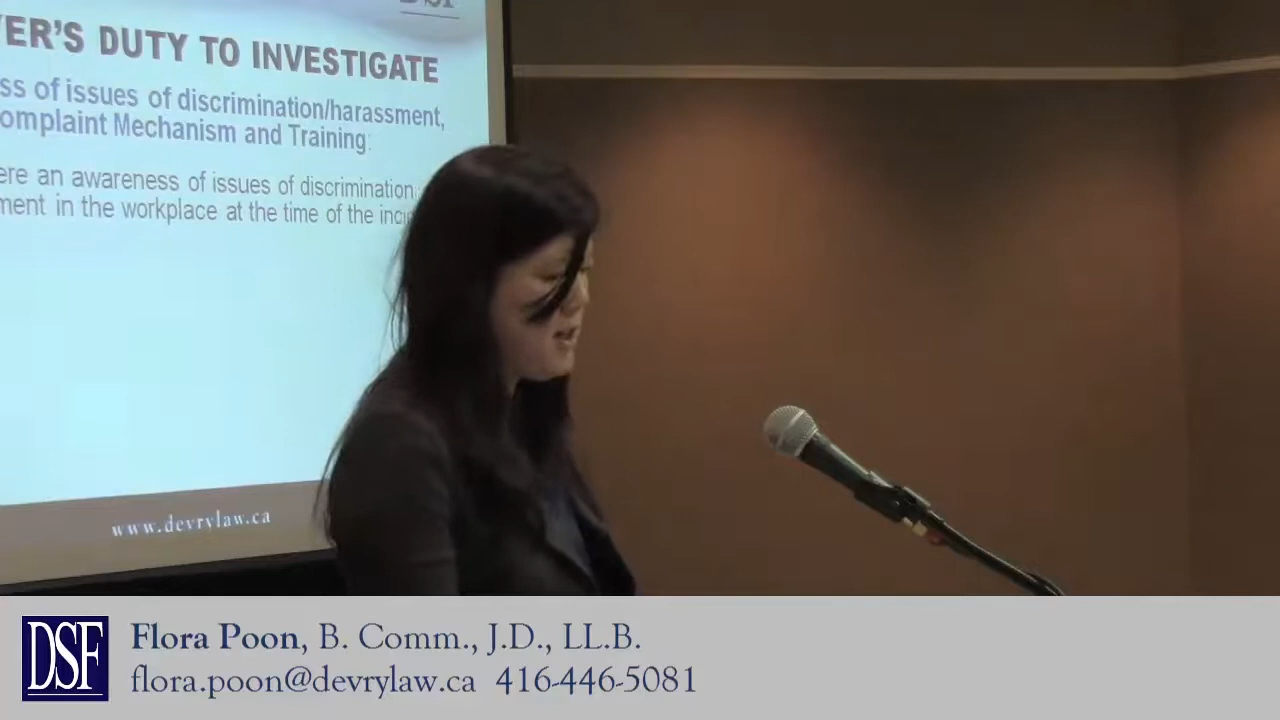 DSF
YER'S DUTY TO INVESTIGATE
ss of issues of discrimination/harassment,
omplaint Mechanism and Training:
ere an awareness of issues of discrimination
ment in the workplace at the time of the inci
www.devrylaw.ca
DSF
Flora Poon, B. Comm., J.D., LL.B.
flora.poon@devrylaw.ca 416-446-5081